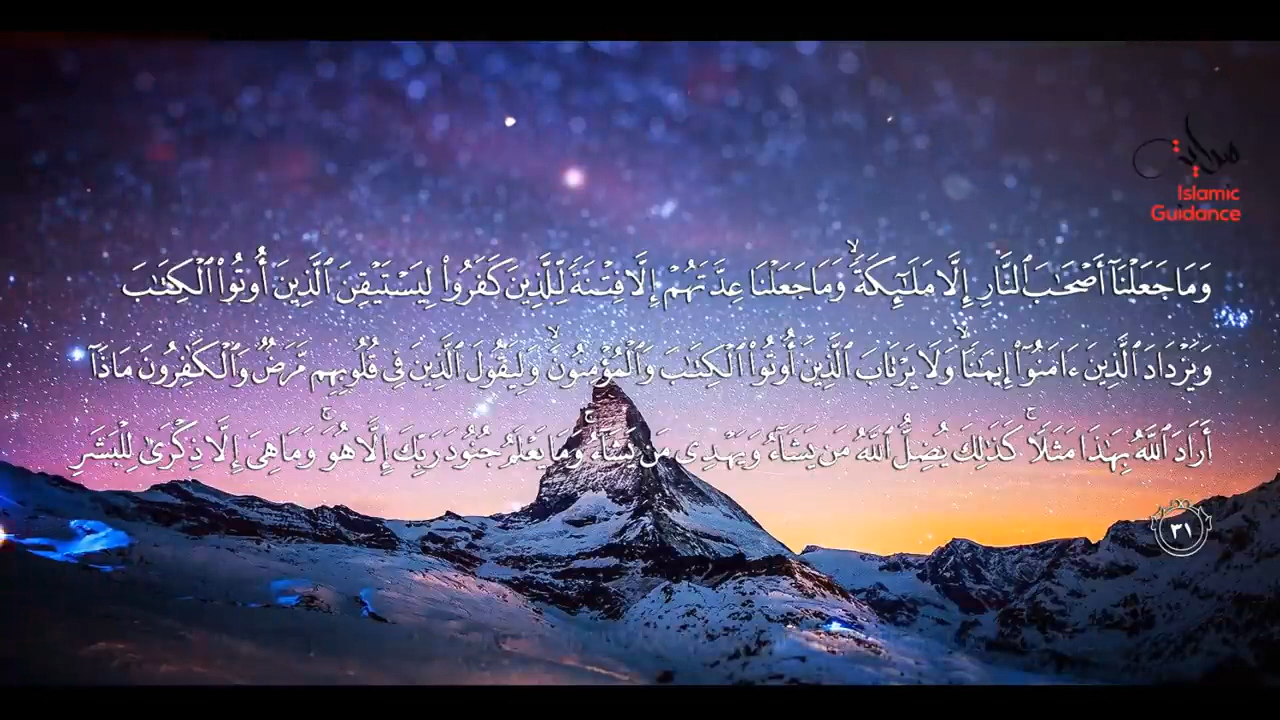 هداية
Islamic
Guidance
وَمَا جَعَلْنَآ أَصْحَٰبَ ٱلنَّارِ إِلَّا مَلَٰٓئِكَةًۙ وَمَا جَعَلْنَا عِدَّتَهُمْ إِلَّا فِتْنَةً لِّلَّذِينَ كَفَرُوا۟ لِيَسْتَيْقِنَ ٱلَّذِينَ أُوتُوا۟ ٱلْكِتَٰبَ
وَيَزْدَادَ ٱلَّذِينَ ءَامَنُوٓا۟ إِيمَٰنًاۙ وَلَا يَرْتَابَ ٱلَّذِينَ أُوتُوا۟ ٱلْكِتَٰبَ وَٱلْمُؤْمِنُونَۙ وَلِيَقُولَ ٱلَّذِينَ فِى قُلُوبِهِم مَّرَضٌ وَٱلْكَٰفِرُونَ مَاذَآ
أَرَادَ ٱللَّهُ بِهَٰذَا مَثَلًاۚ كَذَٰلِكَ يُضِلُّ ٱللَّهُ مَن يَشَآءُ وَيَهْدِى مَن يَشَآءُۚ وَمَا يَعْلَمُ جُنُودَ رَبِّكَ إِلَّا هُوَۚ وَمَا هِىَ إِلَّا ذِكْرَىٰ لِلْبَشَرِ
٣١